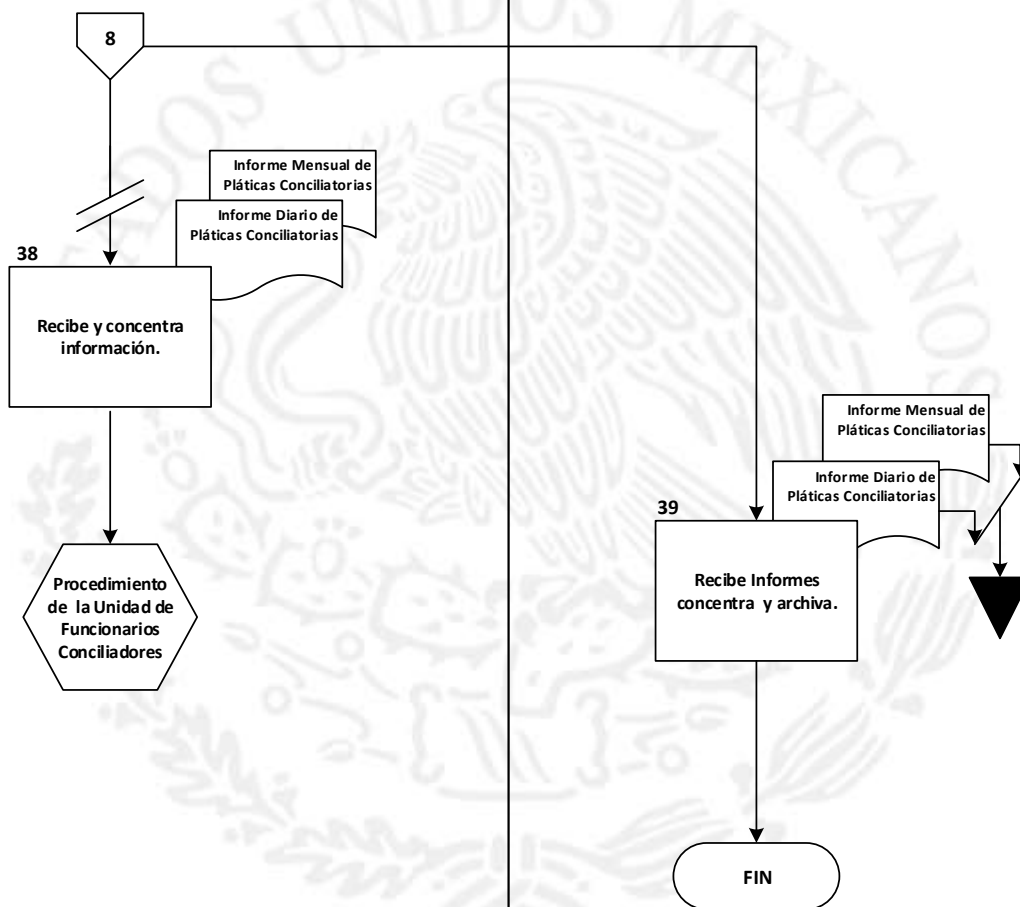 8
Informe Mensual de
Pláticas Conciliatorias
Informe Diario de
Pláticas Conciliatorias
38
Recibe y concentra
información.
Procedimiento
de la Unidad de
Funcionarios
Conciliadores
Informe Mensual de
Pláticas Conciliatorias
Informe Diario de
Pláticas Conciliatorias
39
Recibe Informes
concentra y archiva.
FIN
UNIDOS MEXICANOS